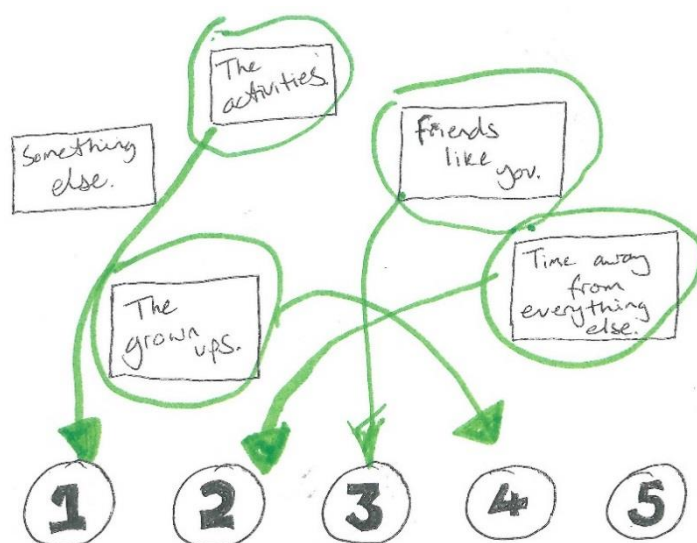 The
activities.
Something
else.
Friends
like
you.
The
grown
ups.
Time away
from
everything
else.
1 2 3 4 5